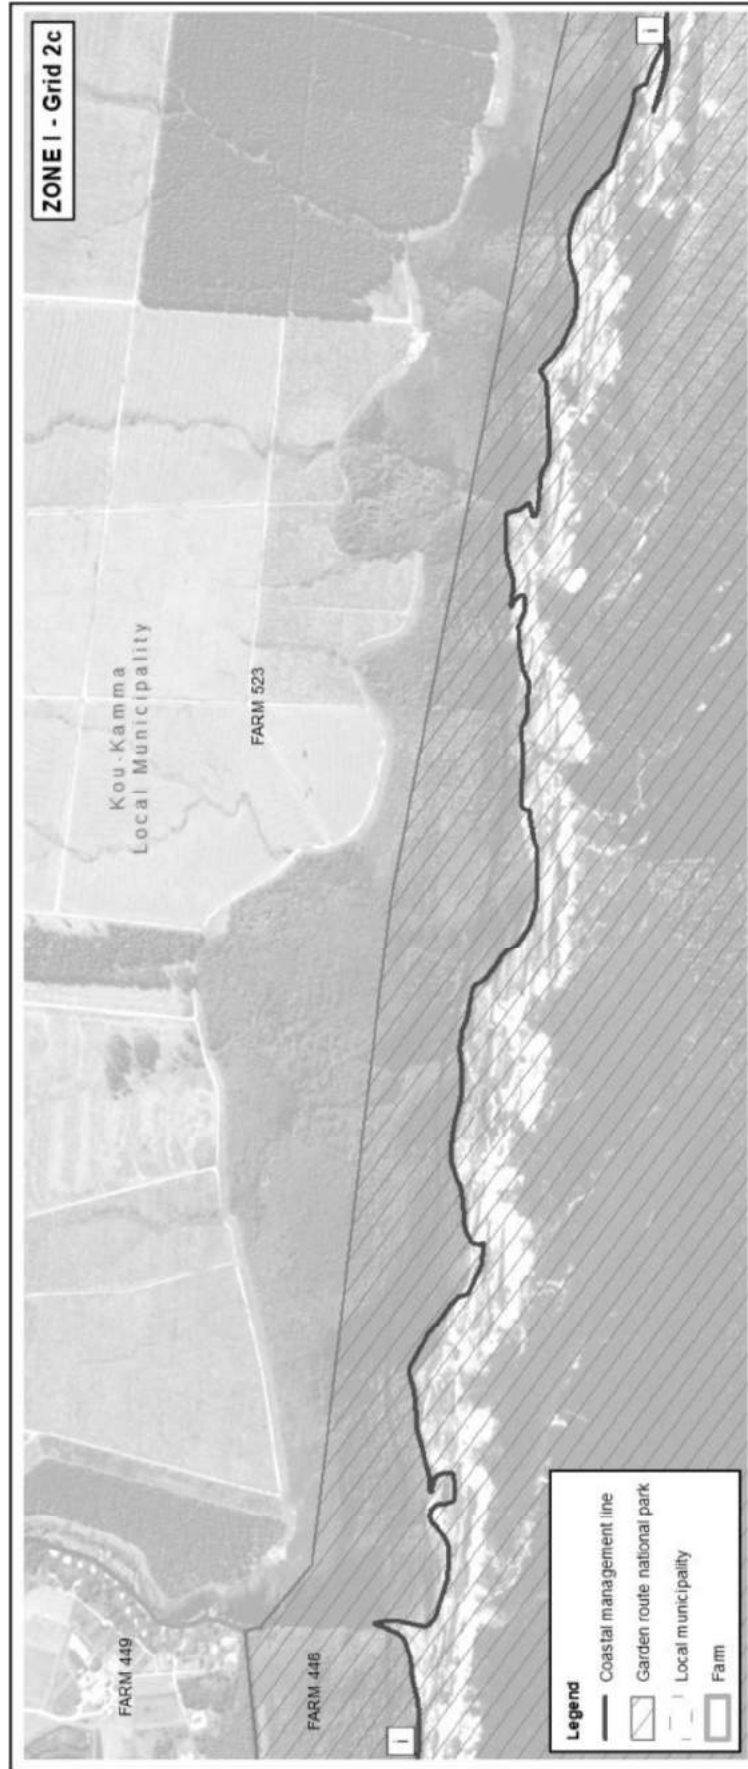 ZONE I - Grid 2c
i
Kou-Kamma
Local Municipality
FARM 523
FARM 449
FARM 446
i
Legend
Coastal management line
Garden route national park
Local municipality
Farm